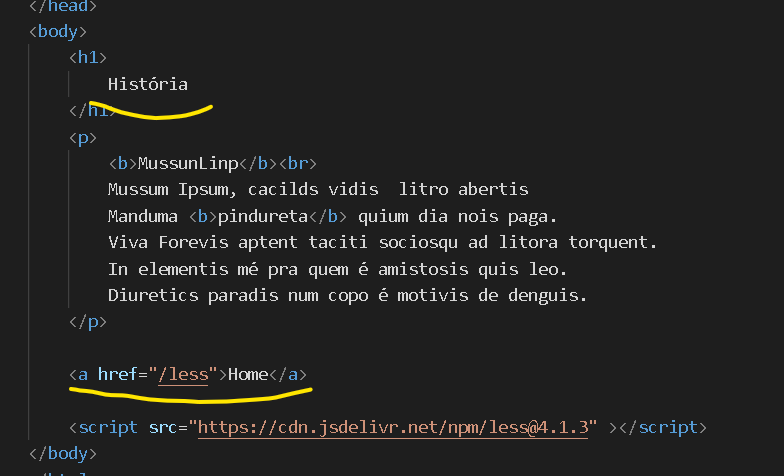 </head>
<body>
<h1>
História
</h1>
<p>
<b>MussunLinp</b><br>
Mussum Ipsum, cacilds vidis  litro abertis
Manduma <b>pindureta</b> quium dia nois paga.
Viva Forevis aptent taciti sociosqu ad litora torquent.
In elementis mé pra quem é amistosis quis leo.
Diuretics paradis num copo é motivis de denguis.
</p>
<a href="/less">Home</a>
<script src="https://cdn.jsdelivr.net/npm/less@4.1.3" ></script>
</body>